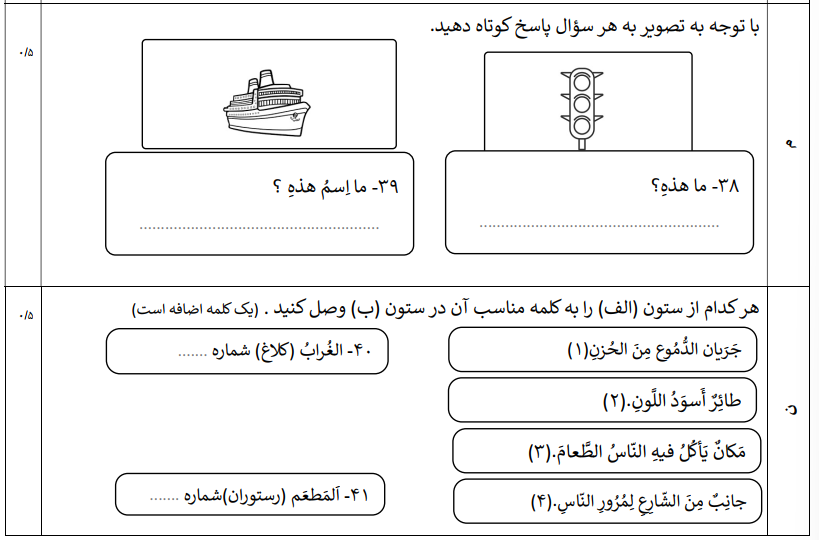 با توجه به تصویر به هر سؤال پاسخ کوتاه دهید.
۰/۵
م
۳۸- ما هذهِ؟
................................................................
۳۹- ما اِسمُ هذهِ ؟
................................................................
هر کدام از ستون (الف) را به کلمه مناسب آن در ستون (ب) وصل کنید . (یک کلمه اضافه است)
۰/۵
ن
جَرَیان الدُّمُوع مِنَ الحُزنِ(۱)
۴۰- الغُرابُ (کلاغ) شماره .......
طائِرٌ أَسوَدُ اللَّونِ.(۲)
مَکانٌ یَأکُلُ فیهِ النّاسُ الطَّعامَ.(۳)
جانِبٌ مِنَ الشّارِعِ لِمُرُورِ النّاسِ.(۴)
۴۱- اَلمَطعَم (رستوران)شماره .......